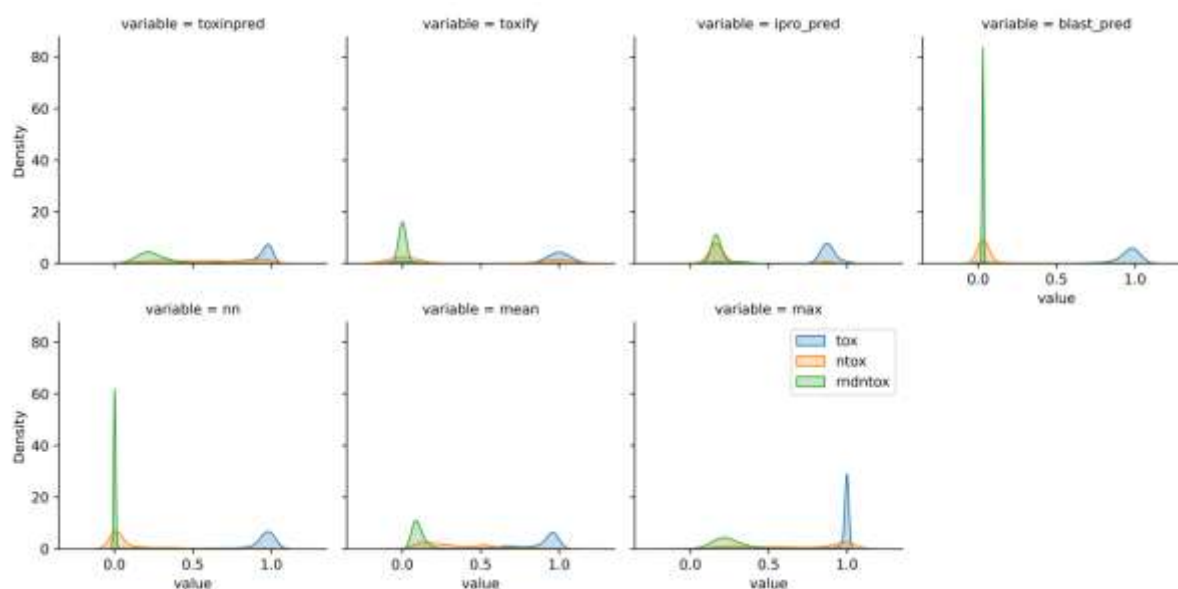 variable = toxinpred
variable = toxify
variable = ipro_pred
variable = blast_pred
80
60
40
20
0
Density
0.0 0.5 1.0
value
variable = nn
variable = mean
variable = max
80
60
40
20
0
Density
tox
ntox
rndntox
0.0 0.5 1.0
value
0.0 0.5 1.0
value
0.0 0.5 1.0
value